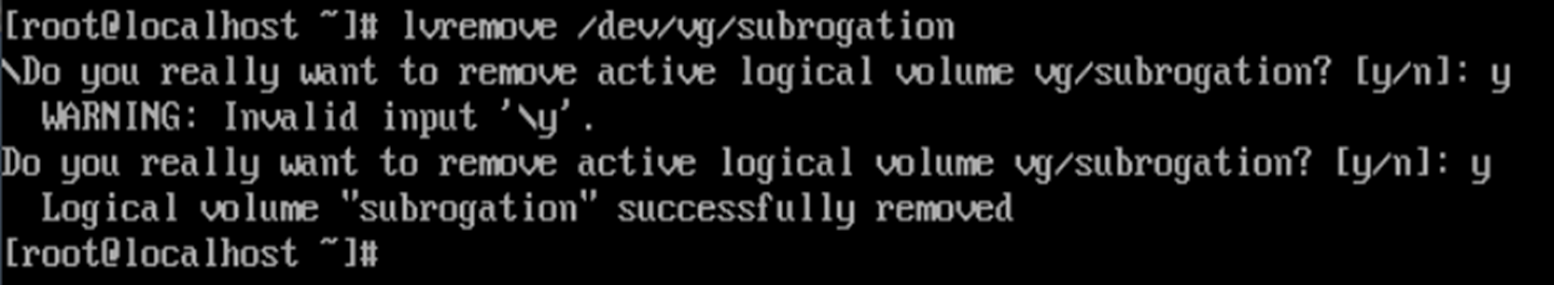 [root@localhost ~]# lvremove /dev/vg/subrogation
\Do you really want to remove active logical volume vg/subrogation? [y/n]: y
  WARNING: Invalid input '\y'.
Do you really want to remove active logical volume vg/subrogation? [y/n]: y
  Logical volume "subrogation" successfully removed
[root@localhost ~]#